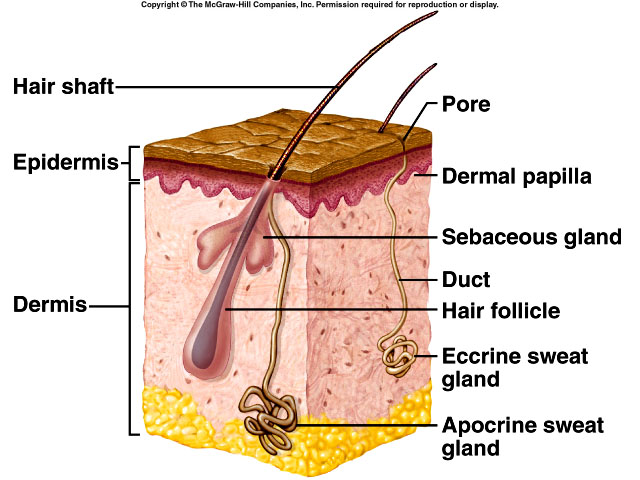 Copyright © The McGraw-Hill Companies, Inc. Permission required for reproduction or display.
Hair shaft
Epidermis
Dermis
Pore
Dermal papilla
Sebaceous gland
Duct
Hair follicle
Eccrine sweat
gland
Apocrine sweat
gland